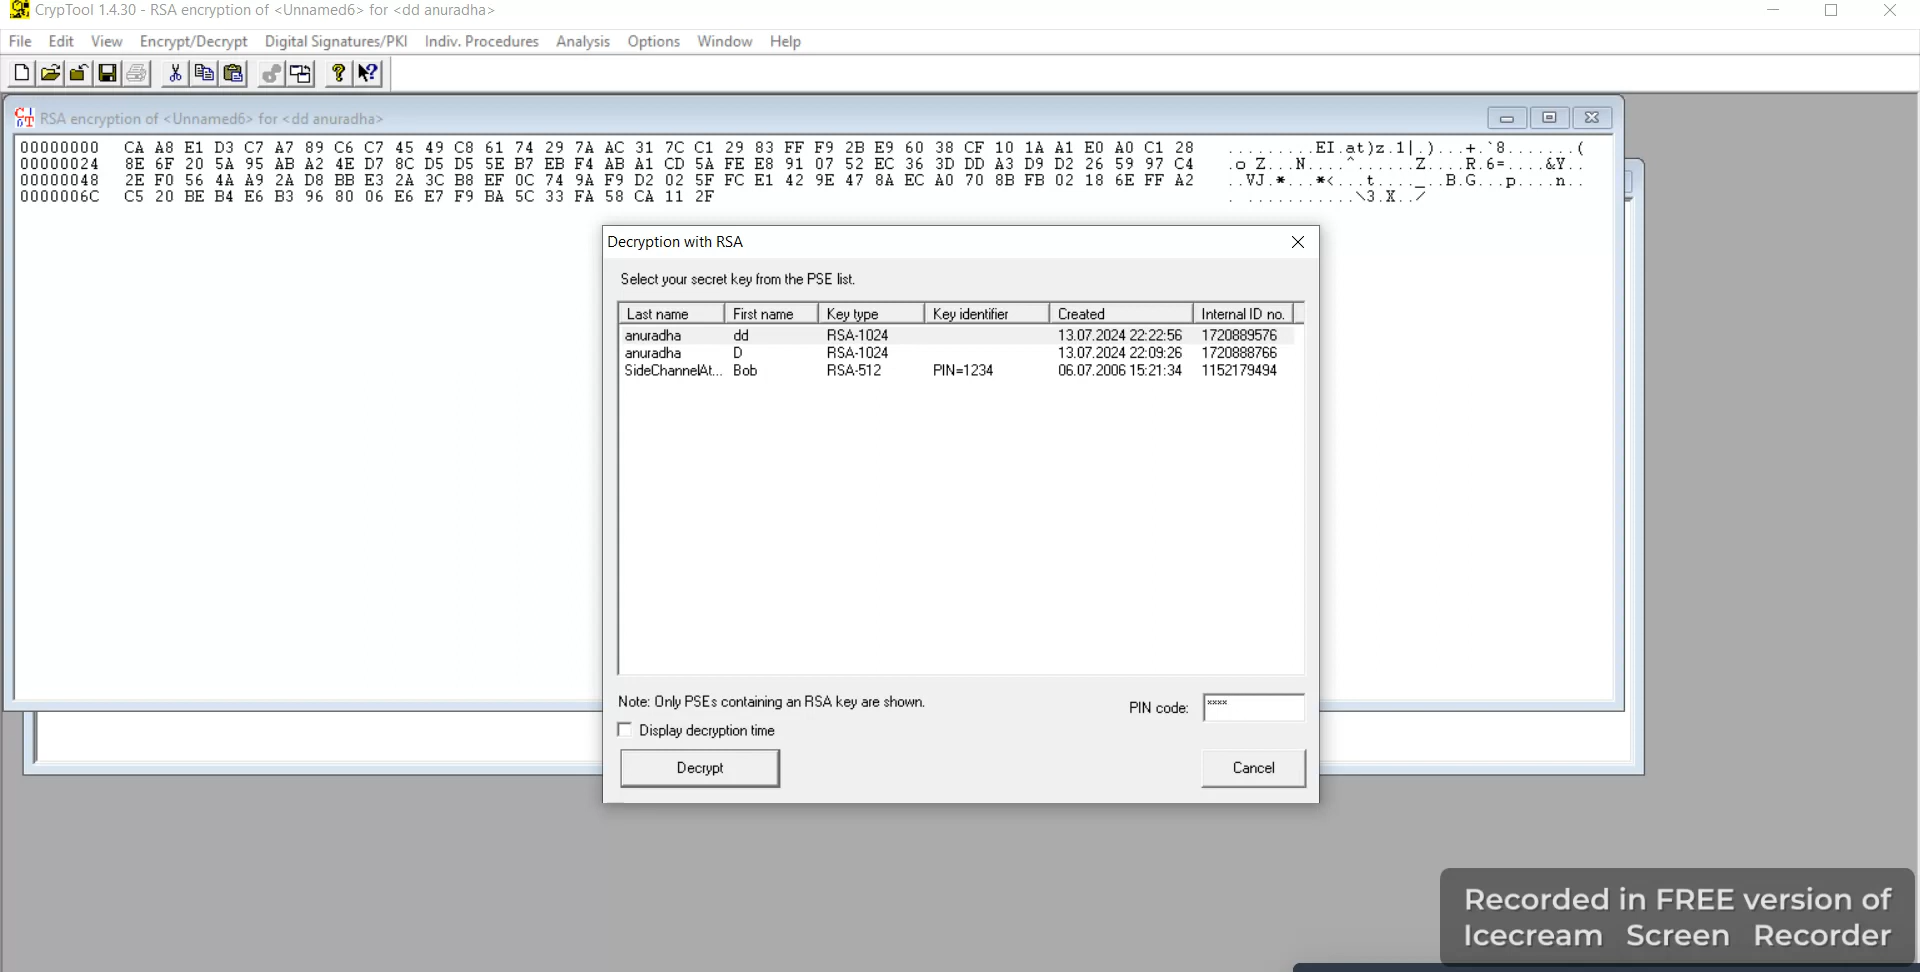 CrypTool 1.4.30 - RSA encryption of <Unnamed6> for <dd anuradha>
File Edit View Encrypt/Decrypt Digital Signatures/PKI Indiv. Procedures Analysis Options Window Help
RSA encryption of <Unnamed6> for <dd anuradha>
00000000 CA A8 E1 D3 C7 A7 89 C6 C7 45 49 C8 61 74 29 7A AC 31 7C C1 29 83 FF F9 2B E9 60 38 CF 10 1A A1 E0 A0 C1 28 .........EI.at)z.1|.)...+.`8.......(
00000024 8E 6F 20 5A 95 AB A2 4E D7 8C D5 D5 5E B7 EB F4 AB A1 CD 5A FE E8 91 07 52 EC 36 3D DD A3 D9 D2 26 59 97 C4 .o Z...N....^......Z....R.6=....&Y..
00000048 2E F0 56 4A A9 2A D8 BB E3 2A 3C B8 EF 0C 74 9A F9 D2 02 5F FC E1 42 9E 47 8A EC A0 70 8B FB 02 18 6E FF A2 ..VJ.*...*<...t...._..B.G...p....n..
0000006C C5 20 BE B4 E6 B3 96 80 06 E6 E7 F9 BA 5C 33 FA 58 CA 11 2F . ...........\3.X../
Decryption with RSA
Select your secret key from the PSE list.
Last name First name Key type Key identifier Created Internal ID no.
anuradha dd RSA-1024 13.07.2024 22:22:56 1720889576
anuradha D RSA-1024 13.07.2024 22:09:26 1720888766
SideChannelAt... Bob RSA-512 PIN=1234 06.07.2006 15:21:34 1152179494
Note: Only PSEs containing an RSA key are shown.
PIN code: ****
Display decryption time
Decrypt Cancel
Recorded in FREE version of
Icecream Screen Recorder